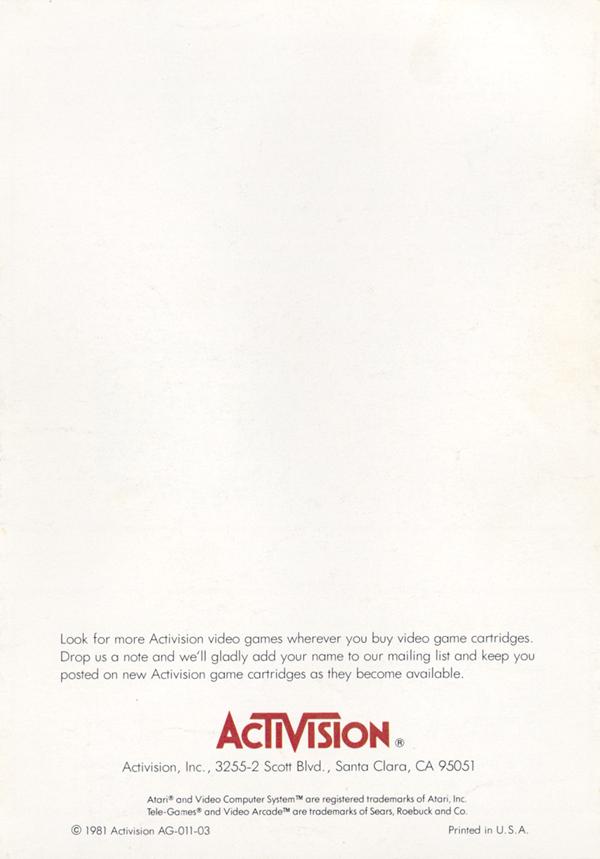 Look for more Activision video games wherever you buy video game cartridges.
Drop us a note and we'll gladly add your name to our mailing list and keep you
posted on new Activision game cartridges as they become available.
ACTIVISION®
Activision, Inc., 3255-2 Scott Blvd., Santa Clara, CA 95051
Atari® and Video Computer System™ are registered trademarks of Atari, Inc.
Tele-Games® and Video Arcade™ are trademarks of Sears, Roebuck and Co.
© 1981 Activision AG-011-03 Printed in U.S.A.